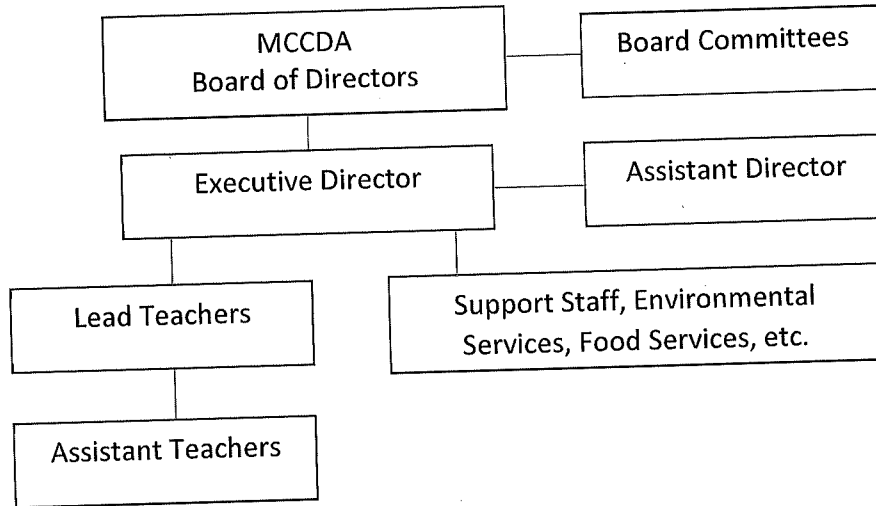 MCCDA
Board of Directors
Board Committees
Executive Director
Assistant Director
Lead Teachers
Support Staff, Environmental
Services, Food Services, etc.
Assistant Teachers